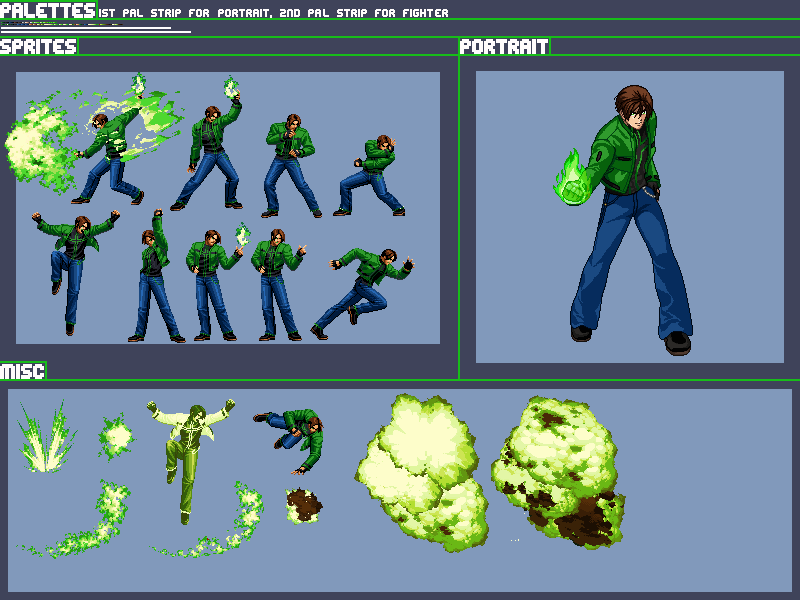 PALETTES 1ST PAL STRIP FOR PORTRAIT, 2ND PAL STRIP FOR FIGHTER
SPRITES
PORTRAIT
MISC